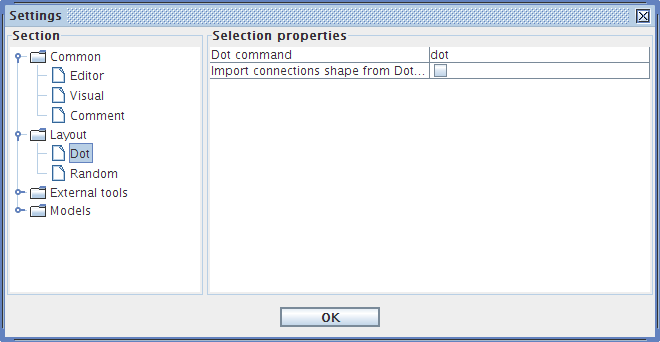 Settings
Section
Common
Editor
Visual
Comment
Layout
Dot
Random
External tools
Models
Selection properties
Dot command dot
Import connections shape from Dot...
OK